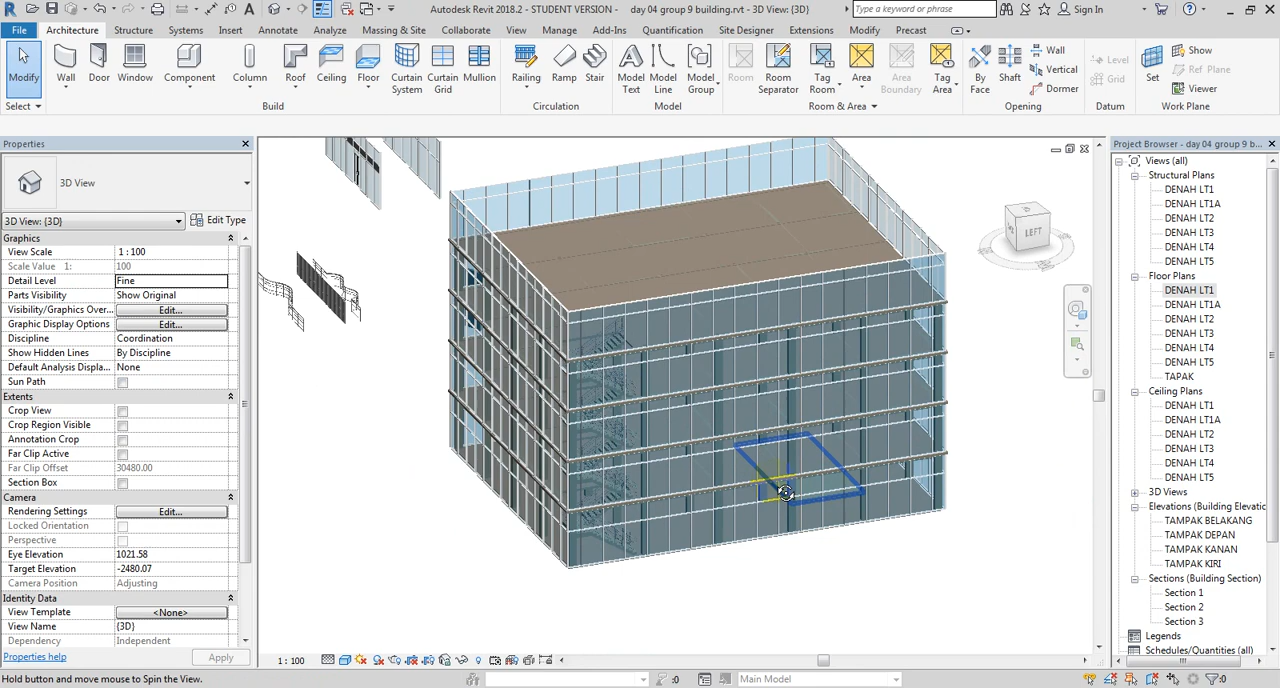 Autodesk Revit 2018.2 - STUDENT VERSION - day 04 group 9 building.rvt - 3D View: {3D}
Type a keyword or phrase
Sign In
File Architecture Structure Systems Insert Annotate Analyze Massing & Site Collaborate View Manage Add-Ins Quantification Site Designer Extensions Modify Precast
Modify
Wall
Door
Window
Component
Column
Roof
Ceiling
Floor
Curtain System
Curtain Grid
Mullion
Railing
Ramp
Stair
Model Text
Model Line
Model Group
Room
Room Separator
Tag Room
Area
Area Boundary
Tag Area
By Face
Shaft
Wall
Vertical
Dormer
Level
Grid
Set
Show
Ref Plane
Viewer
Select Build Circulation Model Room & Area Opening Datum Work Plane
Properties
3D View
3D View: {3D} Edit Type
Graphics
View Scale 1 : 100
Scale Value 1: 100
Detail Level Fine
Parts Visibility Show Original
Visibility/Graphics Over... Edit...
Graphic Display Options Edit...
Discipline Coordination
Show Hidden Lines By Discipline
Default Analysis Displa... None
Sun Path
Extents
Crop View
Crop Region Visible
Annotation Crop
Far Clip Active
Far Clip Offset 30480.00
Section Box
Camera
Rendering Settings Edit...
Locked Orientation
Perspective
Eye Elevation 1021.58
Target Elevation -2480.07
Camera Position Adjusting
Identity Data
View Template <None>
View Name {3D}
Dependency Independent
Properties help Apply
LEFT
Project Browser - day 04 group 9 b...
Views (all)
Structural Plans
DENAH LT1
DENAH LT1A
DENAH LT2
DENAH LT3
DENAH LT4
DENAH LT5
Floor Plans
DENAH LT1
DENAH LT1A
DENAH LT2
DENAH LT3
DENAH LT4
DENAH LT5
TAPAK
Ceiling Plans
DENAH LT1
DENAH LT1A
DENAH LT2
DENAH LT3
DENAH LT4
DENAH LT5
3D Views
Elevations (Building Elevatio
TAMPAK BELAKANG
TAMPAK DEPAN
TAMPAK KANAN
TAMPAK KIRI
Sections (Building Section)
Section 1
Section 2
Section 3
Legends
Schedules/Quantities (all)
1 : 100
Hold button and move mouse to Spin the View.
:0
Main Model
:0